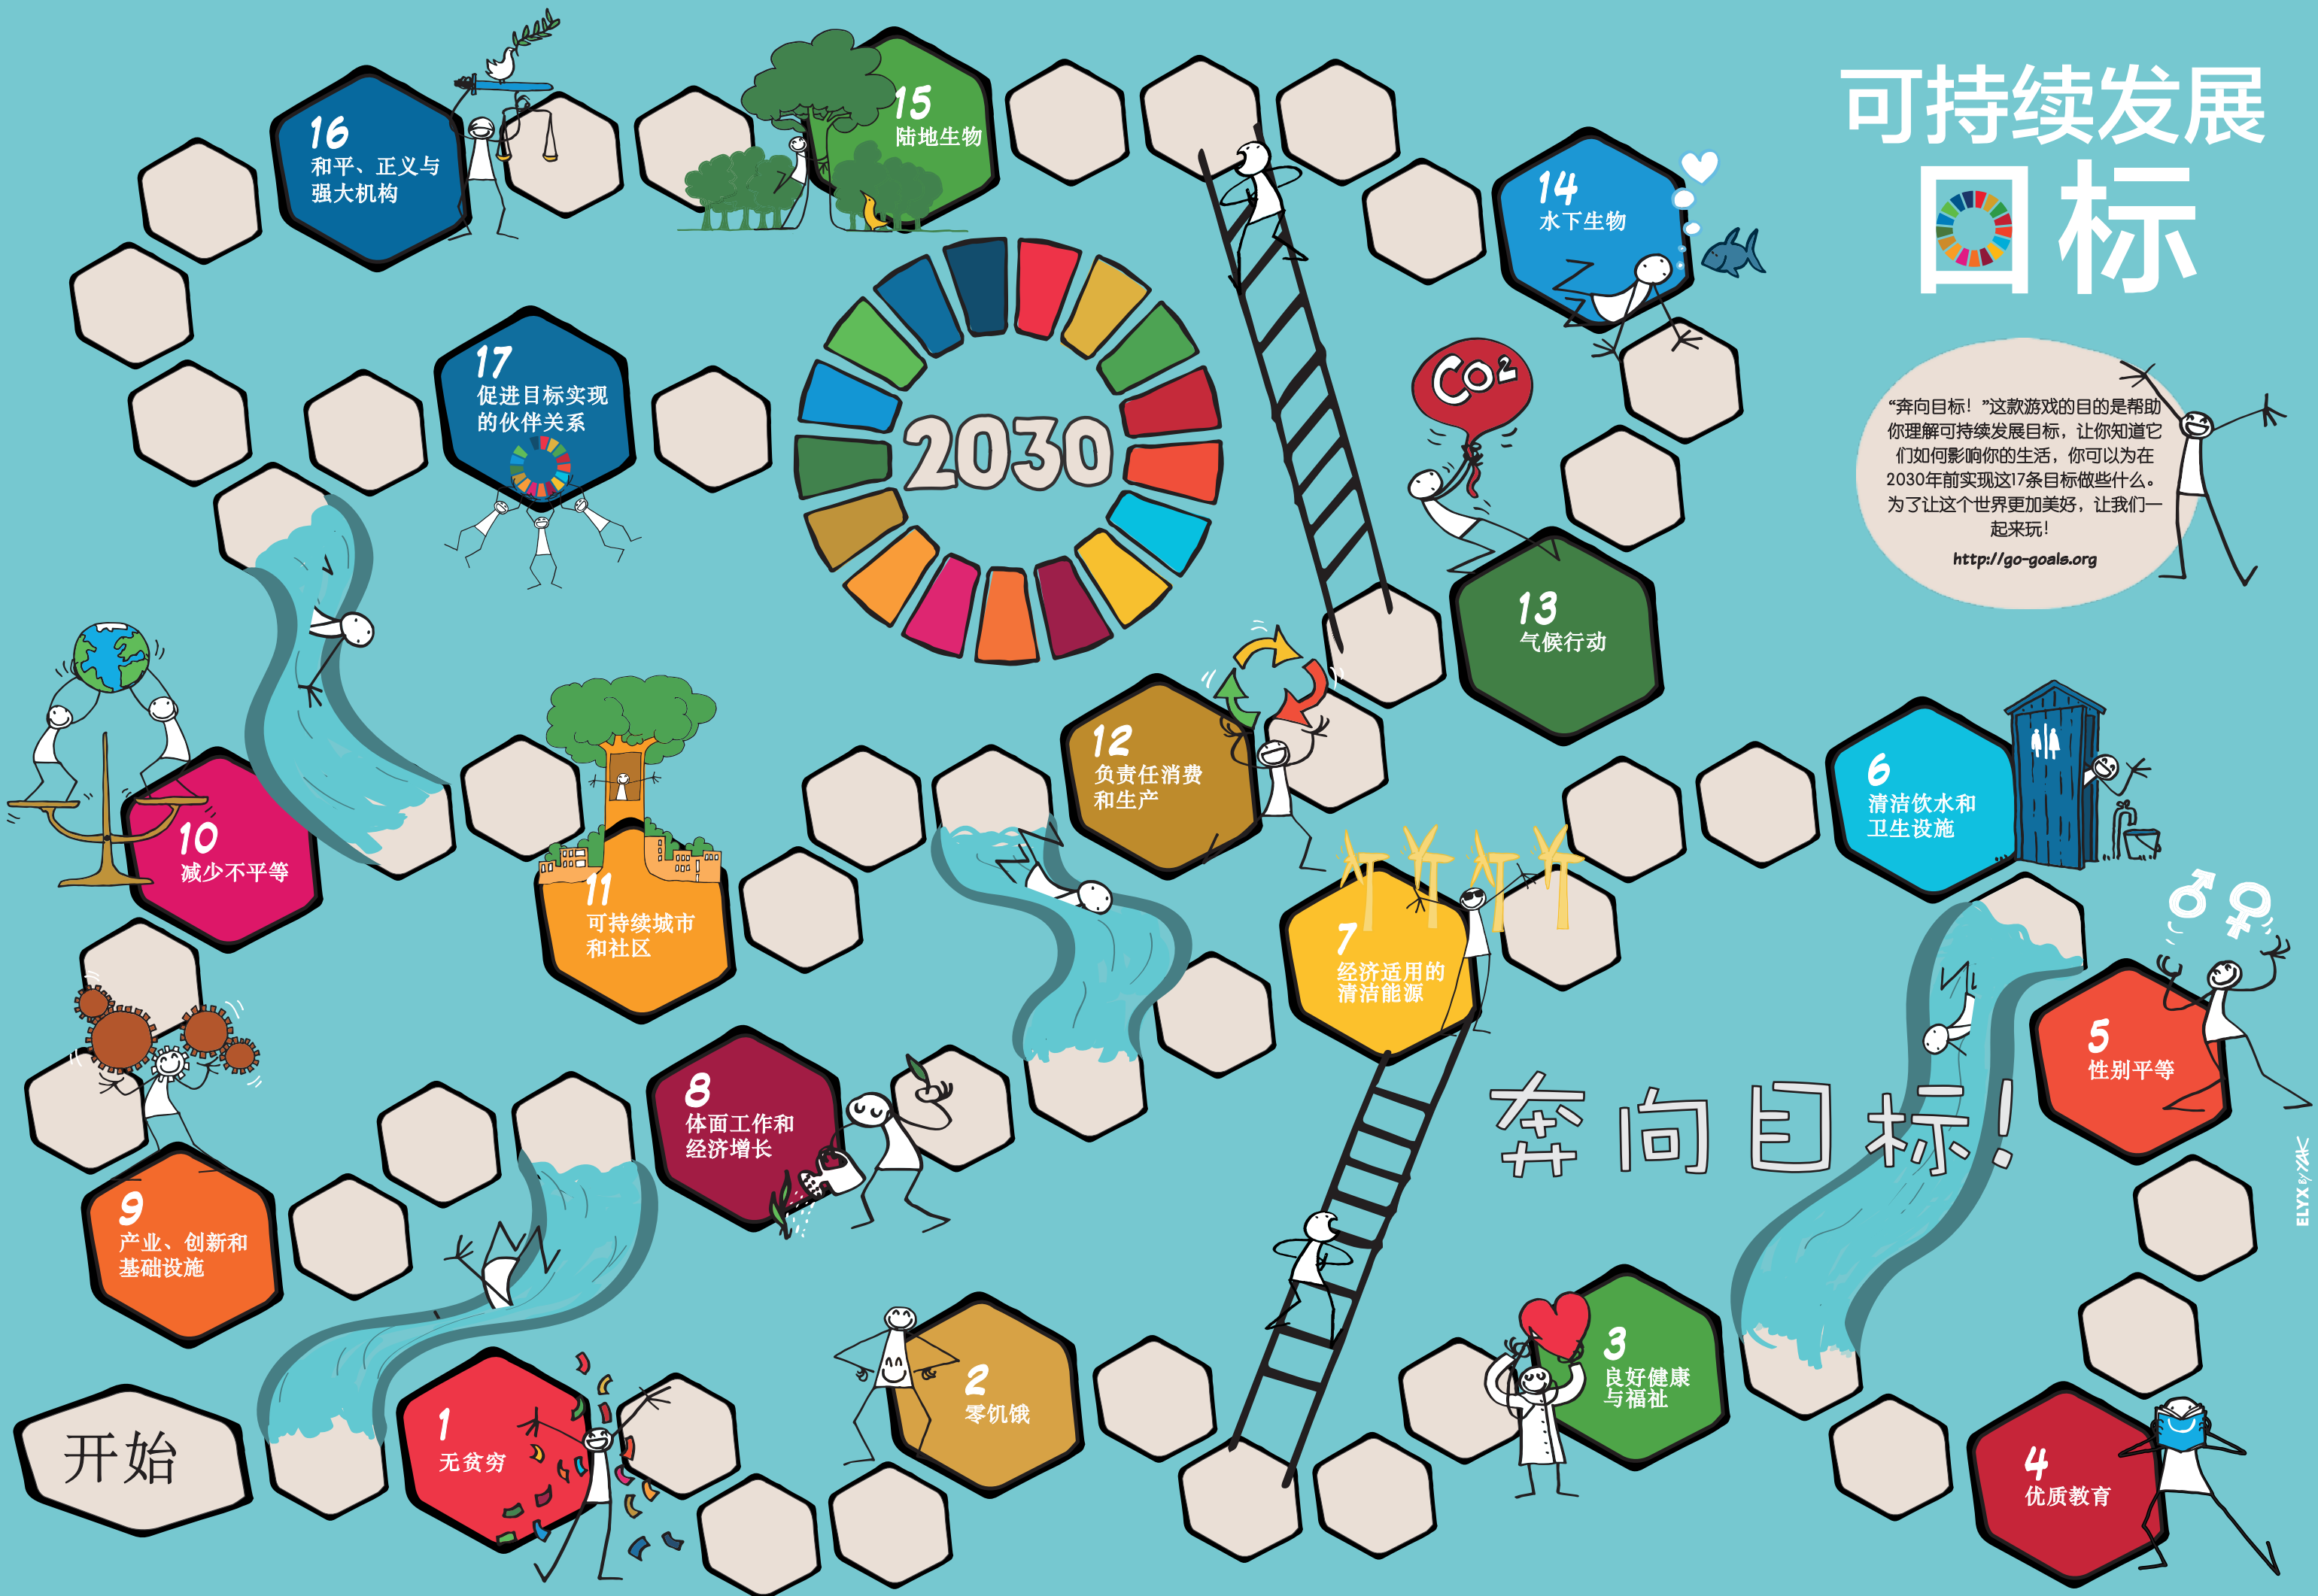 可持续发展
目标
“奔向目标！”这款游戏的目的是帮助
你理解可持续发展目标，让你知道它
们如何影响你的生活，你可以为在
2030年前实现这17条目标做些什么。
为了让这个世界更加美好，让我们一
起来玩！
http://go-goals.org
16
和平、正义与
强大机构
15
陆地生物
14
水下生物
17
促进目标实现
的伙伴关系
2030
CO2
13
气候行动
12
负责任消费
和生产
6
清洁饮水和
卫生设施
10
减少不平等
11
可持续城市
和社区
7
经济适用的
清洁能源
5
性别平等
8
体面工作和
经济增长
奔向目标！
9
产业、创新和
基础设施
ELYX BY YAK
3
良好健康
与福祉
2
零饥饿
1
无贫穷
4
优质教育
开始